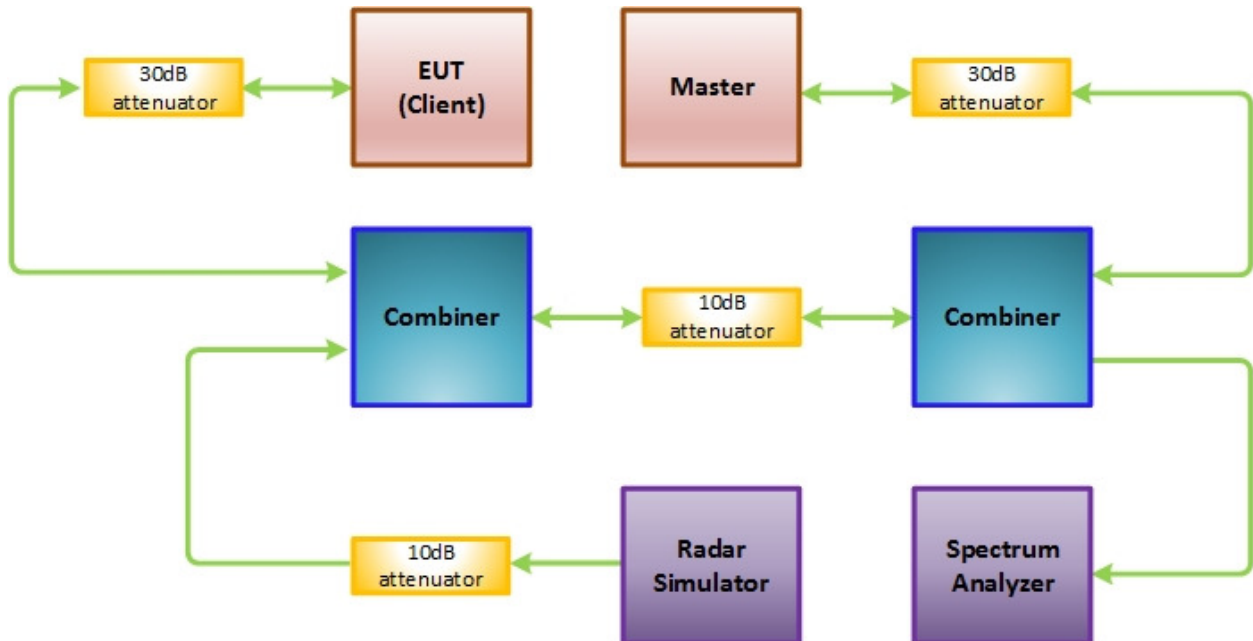 30dB
attenuator
EUT
(Client)
Master
30dB
attenuator
Combiner
10dB
attenuator
Combiner
10dB
attenuator
Radar
Simulator
Spectrum
Analyzer